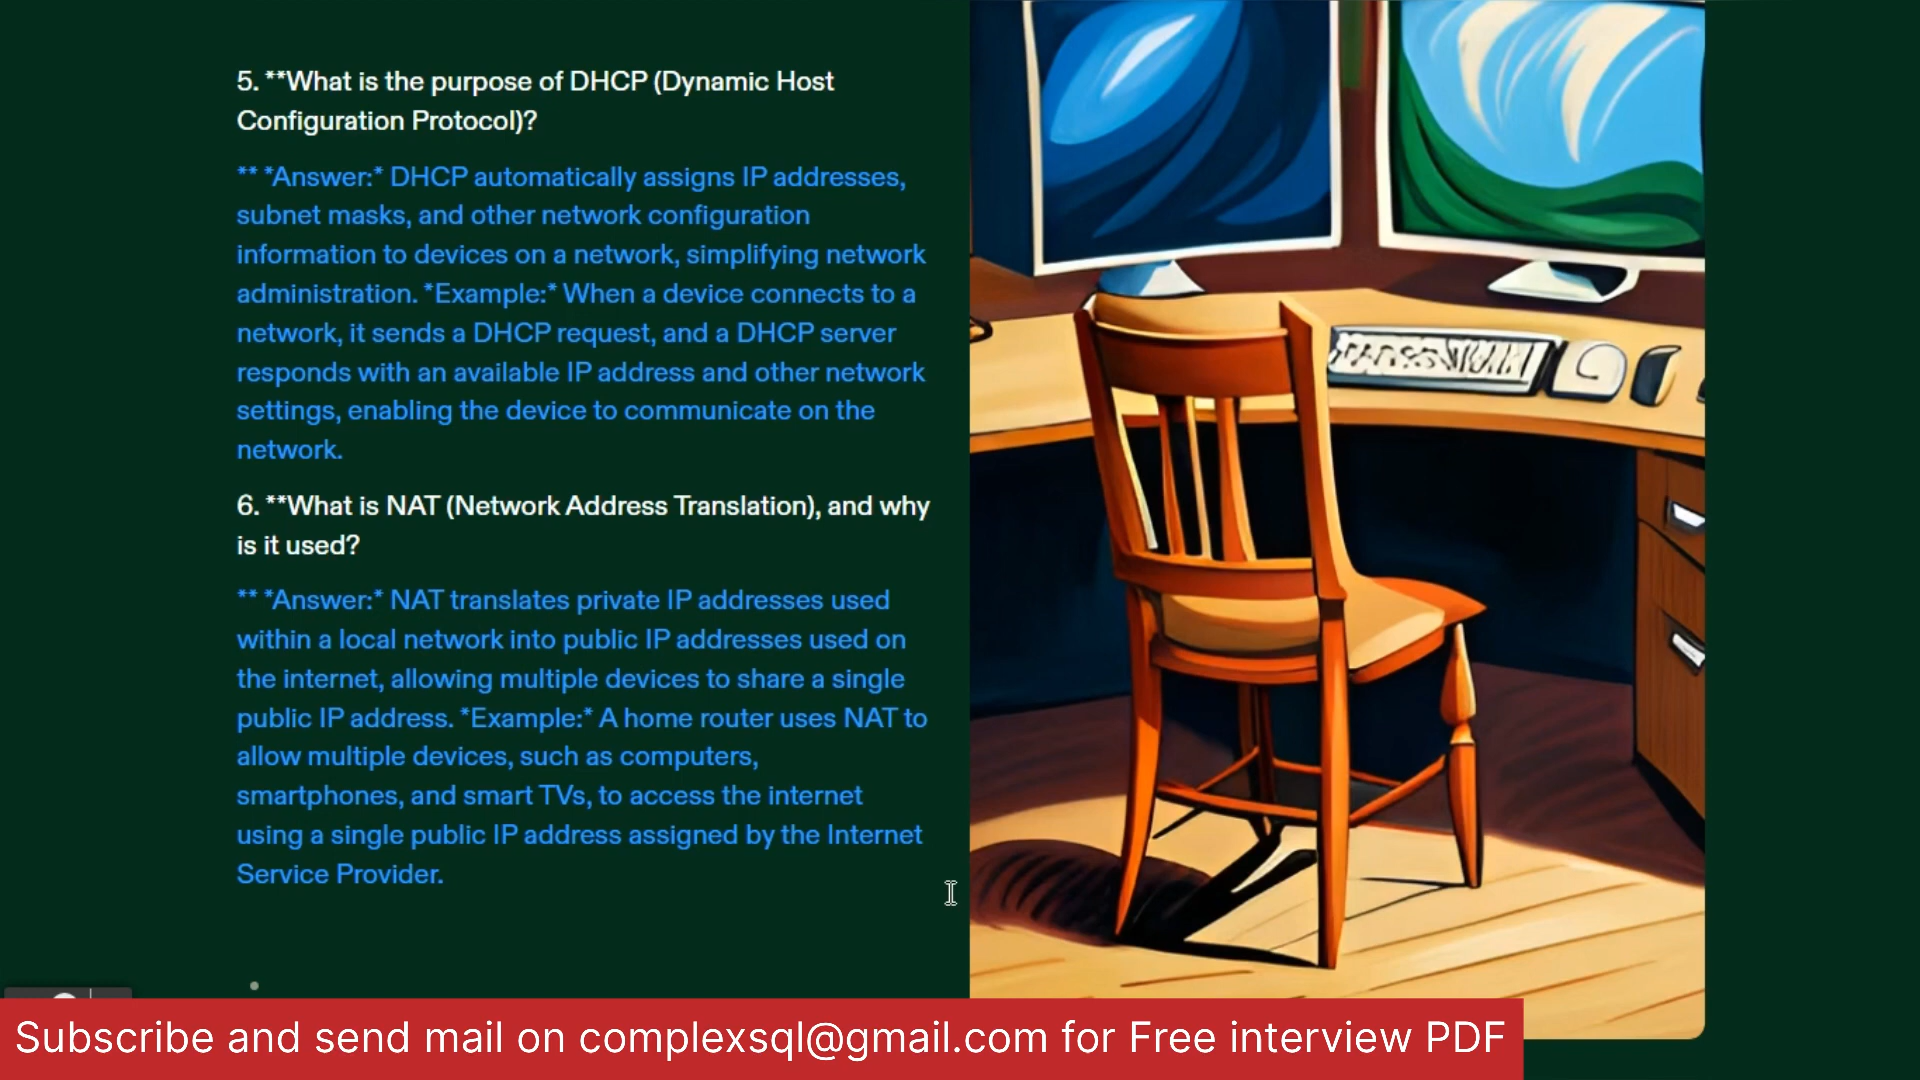 5. **What is the purpose of DHCP (Dynamic Host
Configuration Protocol)?
** *Answer:* DHCP automatically assigns IP addresses,
subnet masks, and other network configuration
information to devices on a network, simplifying network
administration. *Example:* When a device connects to a
network, it sends a DHCP request, and a DHCP server
responds with an available IP address and other network
settings, enabling the device to communicate on the
network.
6. **What is NAT (Network Address Translation), and why
is it used?
** *Answer:* NAT translates private IP addresses used
within a local network into public IP addresses used on
the internet, allowing multiple devices to share a single
public IP address. *Example:* A home router uses NAT to
allow multiple devices, such as computers,
smartphones, and smart TVs, to access the internet
using a single public IP address assigned by the Internet
Service Provider.
Subscribe and send mail on complexsql@gmail.com for Free interview PDF